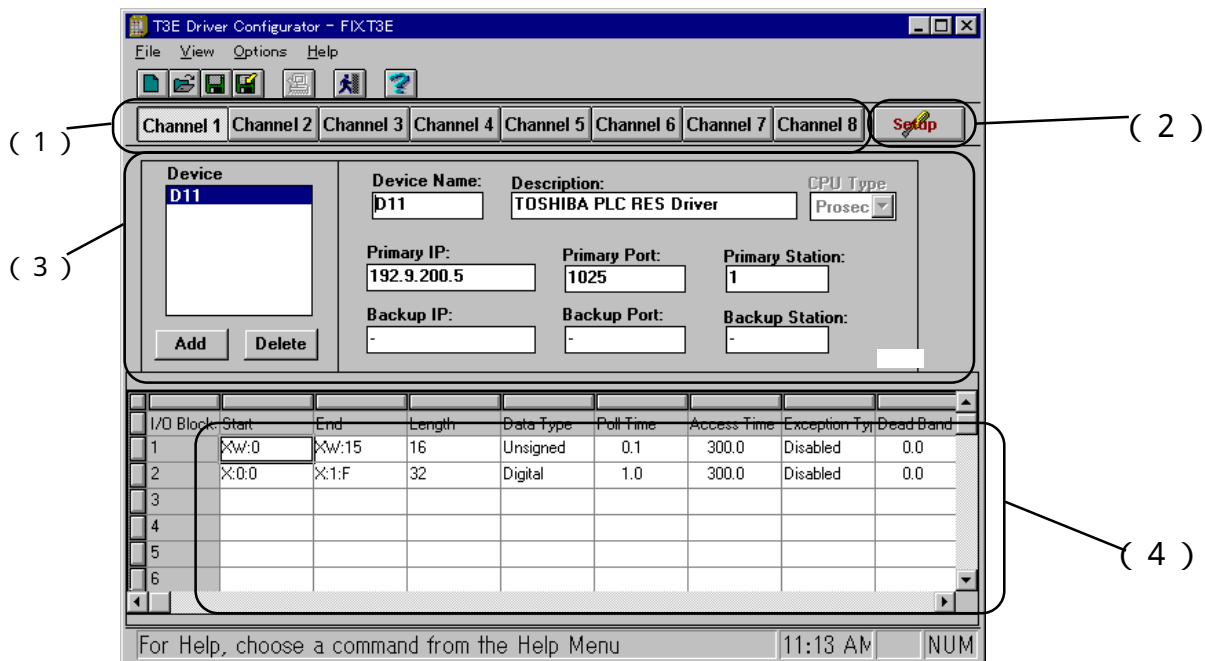 T3E Driver Configurator - FIX.T3E
File View Options Help
Channel 1 Channel 2 Channel 3 Channel 4 Channel 5 Channel 6 Channel 7 Channel 8 Setup
( 1 )
( 2 )
Device
D11
Device Name: Description: CPU Type
D11 TOSHIBA PLC RES Driver Prosec
( 3 )
Primary IP: Primary Port: Primary Station:
192.9.200.5 1025 1
Backup IP: Backup Port: Backup Station:
- - -
Add Delete
I/O Block: Start End Length Data Type Poll Time Access Time Exception Typ Dead Band
1 XW:0 XW:15 16 Unsigned 0.1 300.0 Disabled 0.0
2 X:0:0 X:1:F 32 Digital 1.0 300.0 Disabled 0.0
3
4
5
6
( 4 )
For Help, choose a command from the Help Menu 11:13 AM NUM